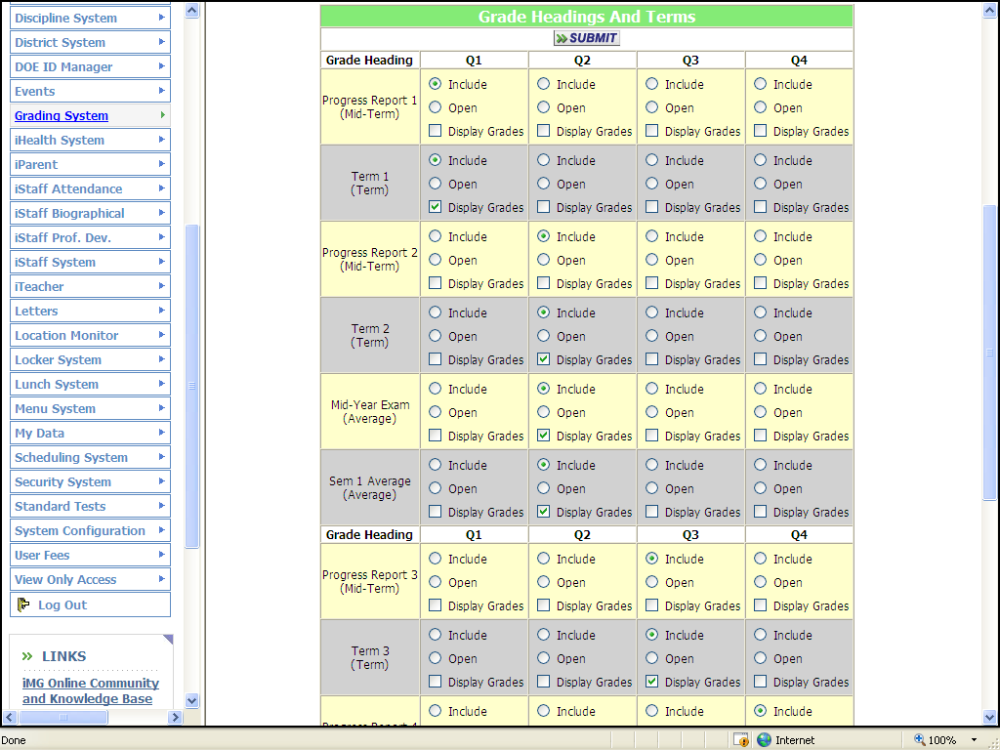 Discipline System
District System
DOE ID Manager
Events
Grading System
iHealth System
iParent
iStaff Attendance
iStaff Biographical
iStaff Prof. Dev.
iStaff System
iTeacher
Letters
Location Monitor
Locker System
Lunch System
Menu System
My Data
Scheduling System
Security System
Standard Tests
System Configuration
User Fees
View Only Access
Log Out
LINKS
iMG Online Community
and Knowledge Base
Grade Headings And Terms
SUBMIT
Grade Heading Q1 Q2 Q3 Q4
Progress Report 1
(Mid-Term)
Include Include Include Include
Open Open Open Open
Display Grades Display Grades Display Grades Display Grades
Term 1
(Term)
Include Include Include Include
Open Open Open Open
Display Grades Display Grades Display Grades Display Grades
Progress Report 2
(Mid-Term)
Include Include Include Include
Open Open Open Open
Display Grades Display Grades Display Grades Display Grades
Term 2
(Term)
Include Include Include Include
Open Open Open Open
Display Grades Display Grades Display Grades Display Grades
Mid-Year Exam
(Average)
Include Include Include Include
Open Open Open Open
Display Grades Display Grades Display Grades Display Grades
Sem 1 Average
(Average)
Include Include Include Include
Open Open Open Open
Display Grades Display Grades Display Grades Display Grades
Grade Heading Q1 Q2 Q3 Q4
Progress Report 3
(Mid-Term)
Include Include Include Include
Open Open Open Open
Display Grades Display Grades Display Grades Display Grades
Term 3
(Term)
Include Include Include Include
Open Open Open Open
Display Grades Display Grades Display Grades Display Grades
Include Include Include Include
Done
Internet
100%